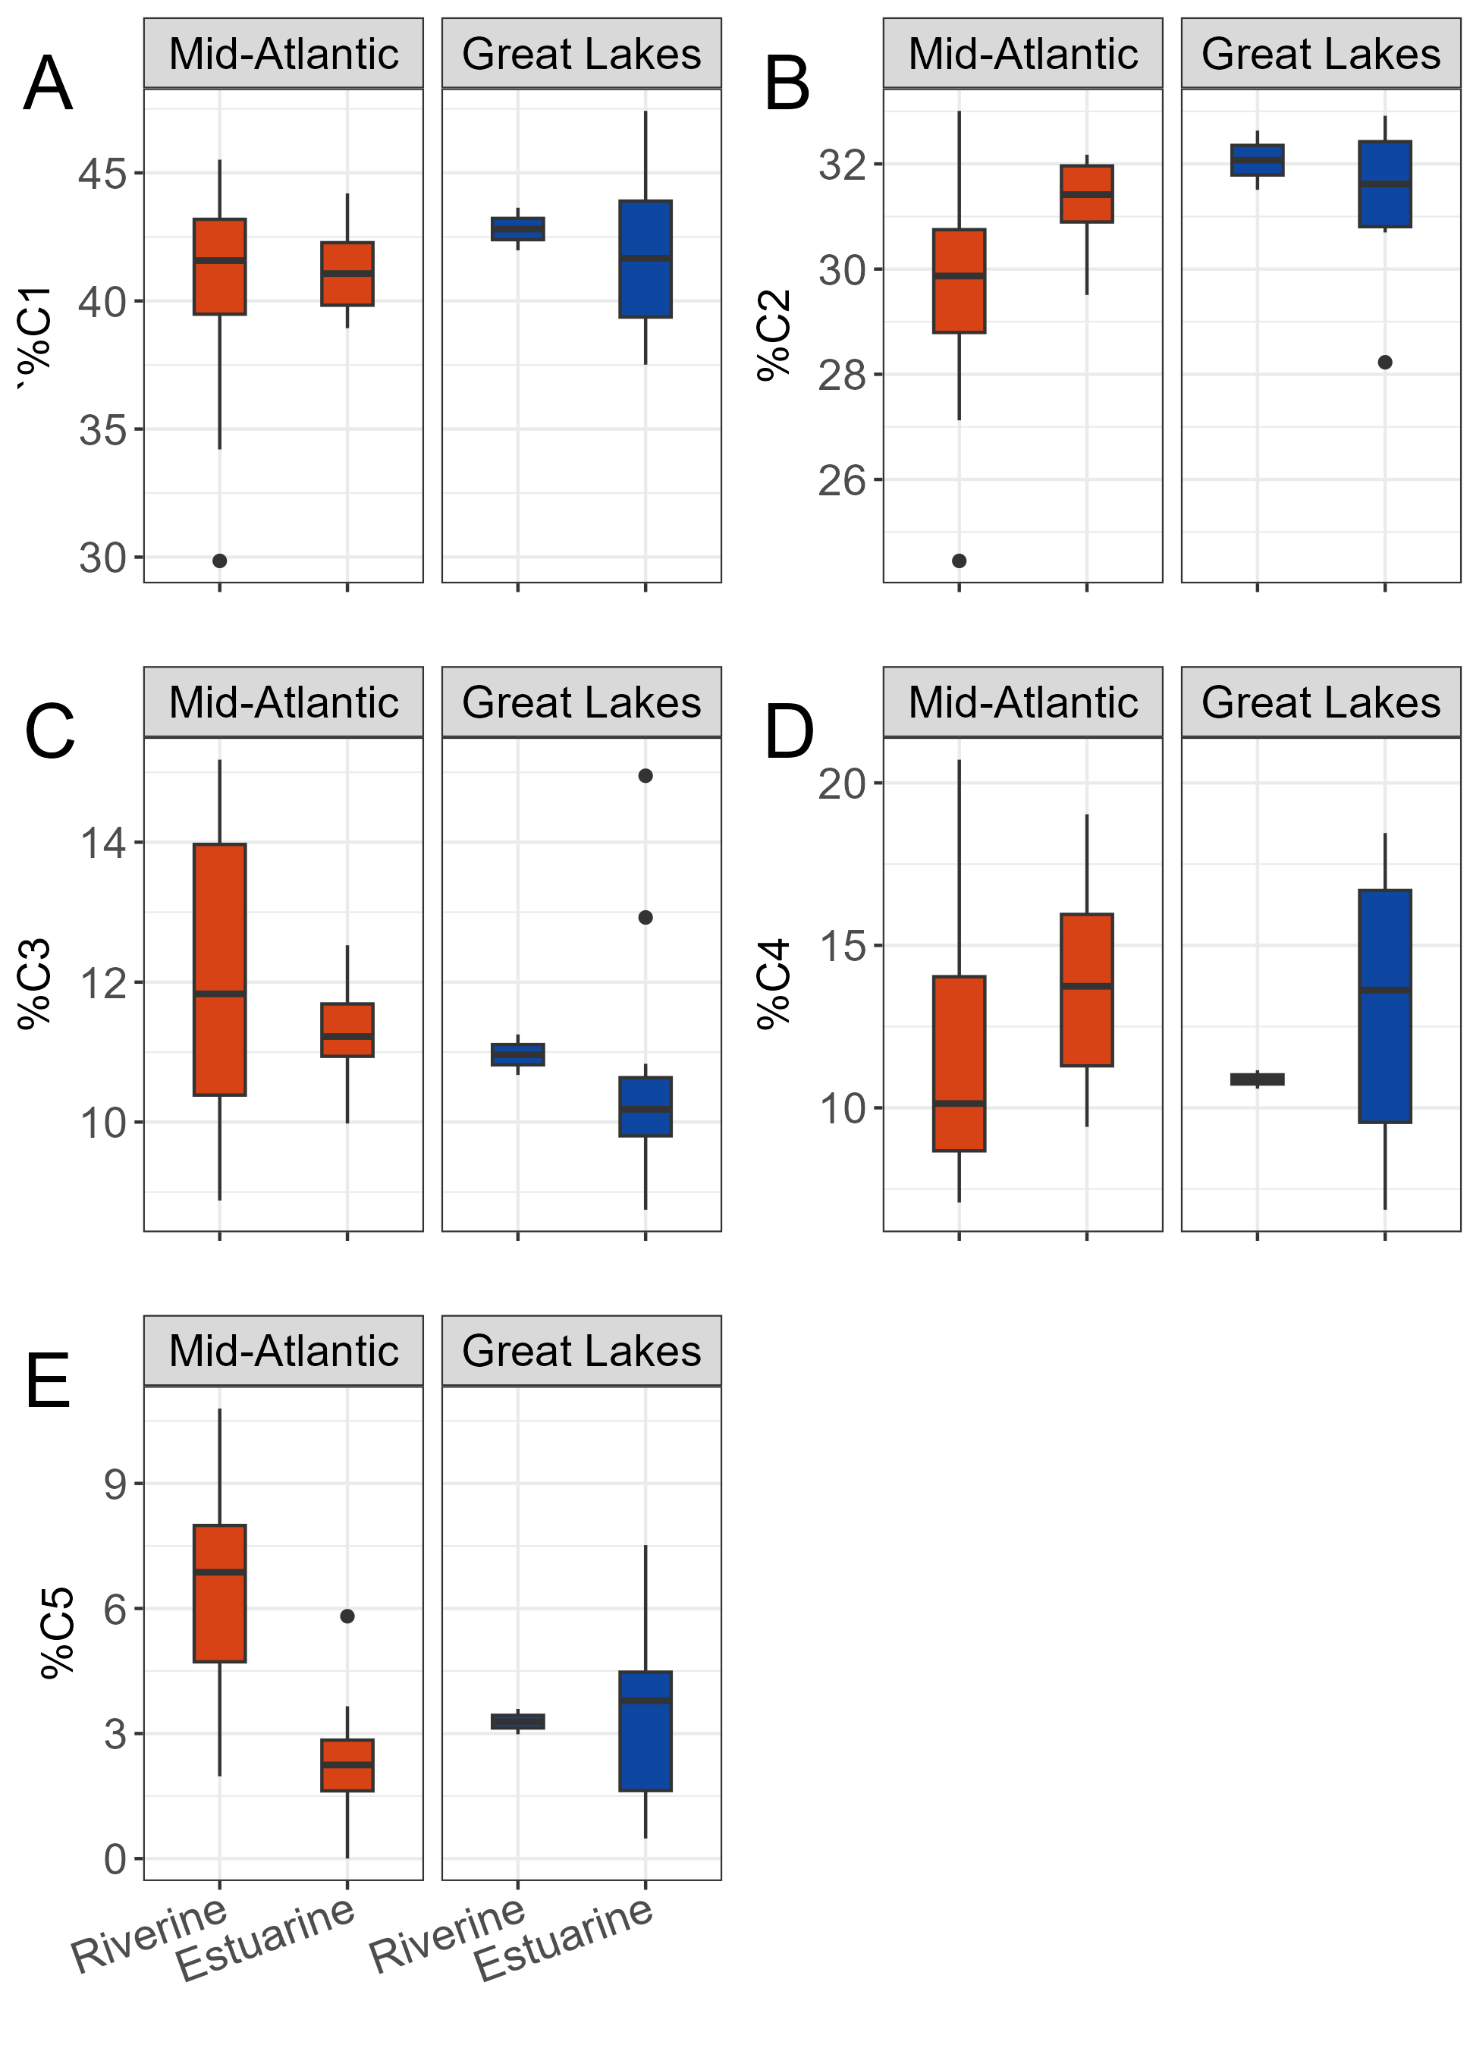 A
Mid-Atlantic
Great Lakes
`%C1
45
40
35
30
B
Mid-Atlantic
Great Lakes
%C2
32
30
28
26
C
Mid-Atlantic
Great Lakes
%C3
14
12
10
D
Mid-Atlantic
Great Lakes
%C4
20
15
10
E
Mid-Atlantic
Great Lakes
%C5
9
6
3
0
Riverine
Estuarine
Riverine
Estuarine